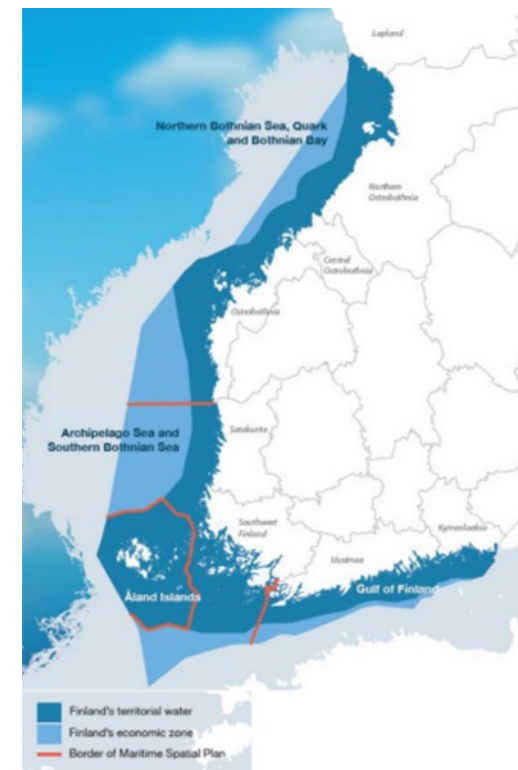 Lapland
Northern Bothnian Sea, Quark
and Bothnian Bay
Northern
Ostrobothnia
Central
Ostrobothnia
Ostrobothnia
Archipelago Sea and
Southern Bothnian Sea
Satakunta
Southwest
Finland
Kymenlaakso
Uusimaa
Åland Islands
Gulf of Finland
Finland's territorial water
Finland's economic zone
Border of Maritime Spatial Plan